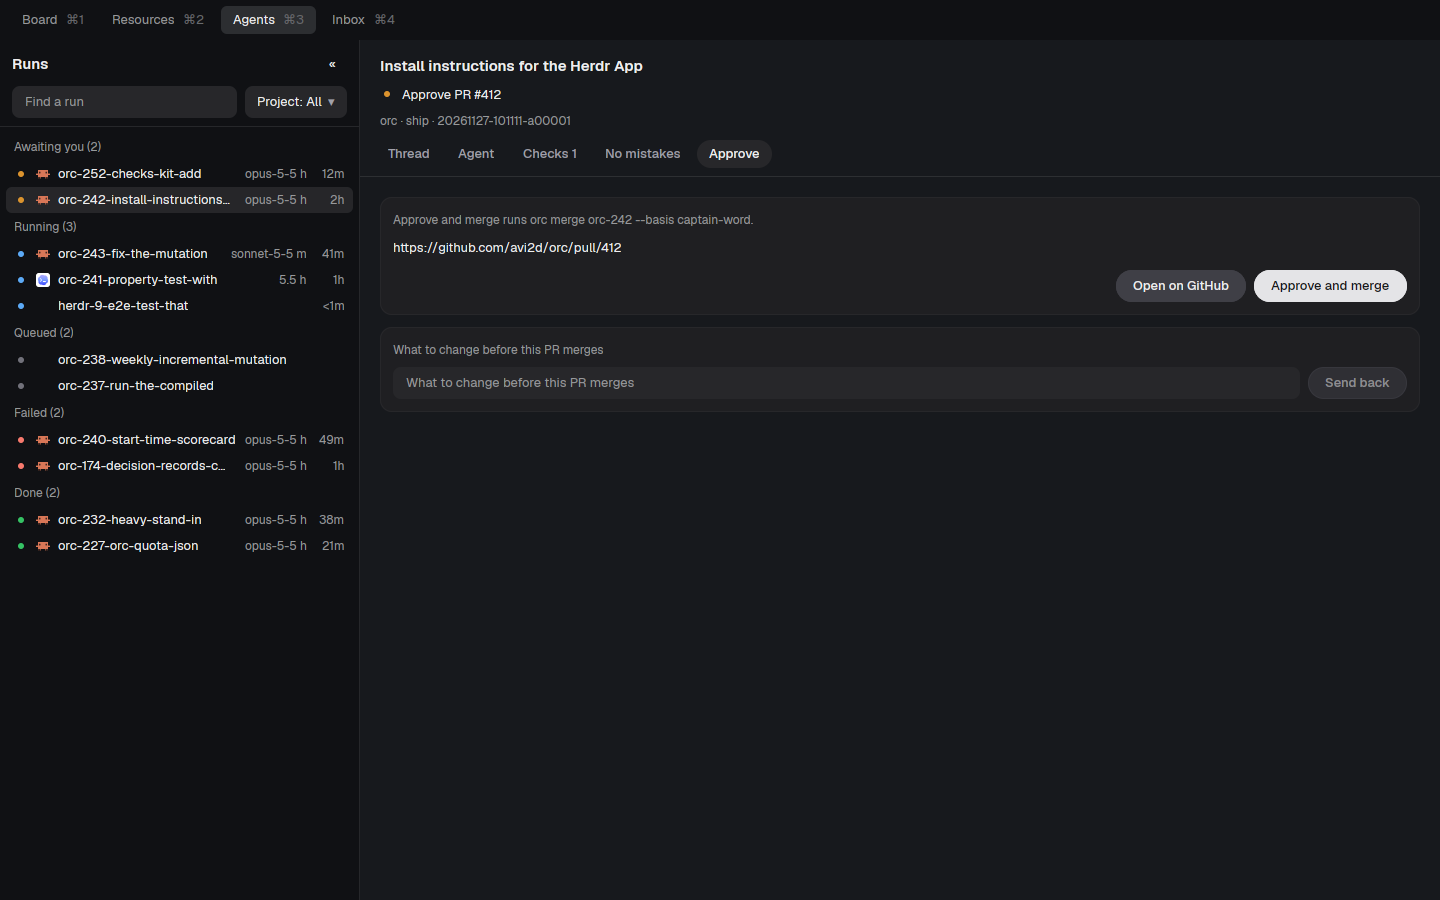 Board ⌘1 Resources ⌘2 Agents ⌘3 Inbox ⌘4
Runs «
Find a run Project: All ▾
Awaiting you (2)
orc-252-checks-kit-add opus-5-5 h 12m
orc-242-install-instructions... opus-5-5 h 2h
Running (3)
orc-243-fix-the-mutation sonnet-5-5 m 41m
orc-241-property-test-with 5.5 h 1h
herdr-9-e2e-test-that <1m
Queued (2)
orc-238-weekly-incremental-mutation
orc-237-run-the-compiled
Failed (2)
orc-240-start-time-scorecard opus-5-5 h 49m
orc-174-decision-records-c... opus-5-5 h 1h
Done (2)
orc-232-heavy-stand-in opus-5-5 h 38m
orc-227-orc-quota-json opus-5-5 h 21m
Install instructions for the Herdr App
Approve PR #412
orc · ship · 20261127-101111-a00001
Thread Agent Checks 1 No mistakes Approve
Approve and merge runs orc merge orc-242 --basis captain-word.
https://github.com/avi2d/orc/pull/412
Open on GitHub Approve and merge
What to change before this PR merges
What to change before this PR merges Send back